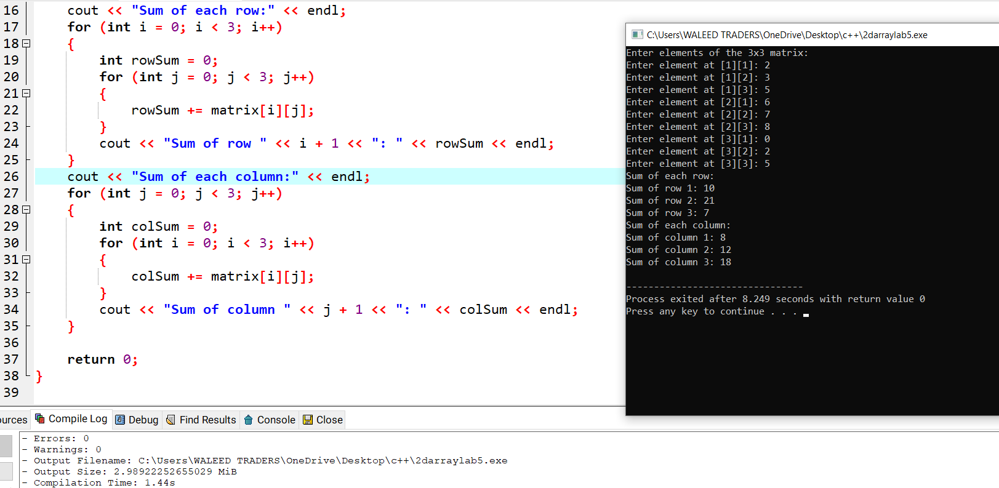 16 cout << "Sum of each row:" << endl;
17 for (int i = 0; i < 3; i++)
18 {
19 int rowSum = 0;
20 for (int j = 0; j < 3; j++)
21 {
22 rowSum += matrix[i][j];
23 }
24 cout << "Sum of row " << i + 1 << ": " << rowSum << endl;
25 }
26 cout << "Sum of each column:" << endl;
27 for (int j = 0; j < 3; j++)
28 {
29 int colSum = 0;
30 for (int i = 0; i < 3; i++)
31 {
32 colSum += matrix[i][j];
33 }
34 cout << "Sum of column " << j + 1 << ": " << colSum << endl;
35 }
36
37 return 0;
38 }
39
C:\Users\WALEED TRADERS\OneDrive\Desktop\c++\2darraylab5.exe
Enter elements of the 3x3 matrix:
Enter element at [1][1]: 2
Enter element at [1][2]: 3
Enter element at [1][3]: 5
Enter element at [2][1]: 6
Enter element at [2][2]: 7
Enter element at [2][3]: 8
Enter element at [3][1]: 0
Enter element at [3][2]: 2
Enter element at [3][3]: 5
Sum of each row:
Sum of row 1: 10
Sum of row 2: 21
Sum of row 3: 7
Sum of each column:
Sum of column 1: 8
Sum of column 2: 12
Sum of column 3: 18
--------------------------------
Process exited after 8.249 seconds with return value 0
Press any key to continue . . .
ources Compile Log Debug Find Results Console Close
- Errors: 0
- Warnings: 0
- Output Filename: C:\Users\WALEED TRADERS\OneDrive\Desktop\c++\2darraylab5.exe
- Output Size: 2.98922252655029 MiB
- Compilation Time: 1.44s